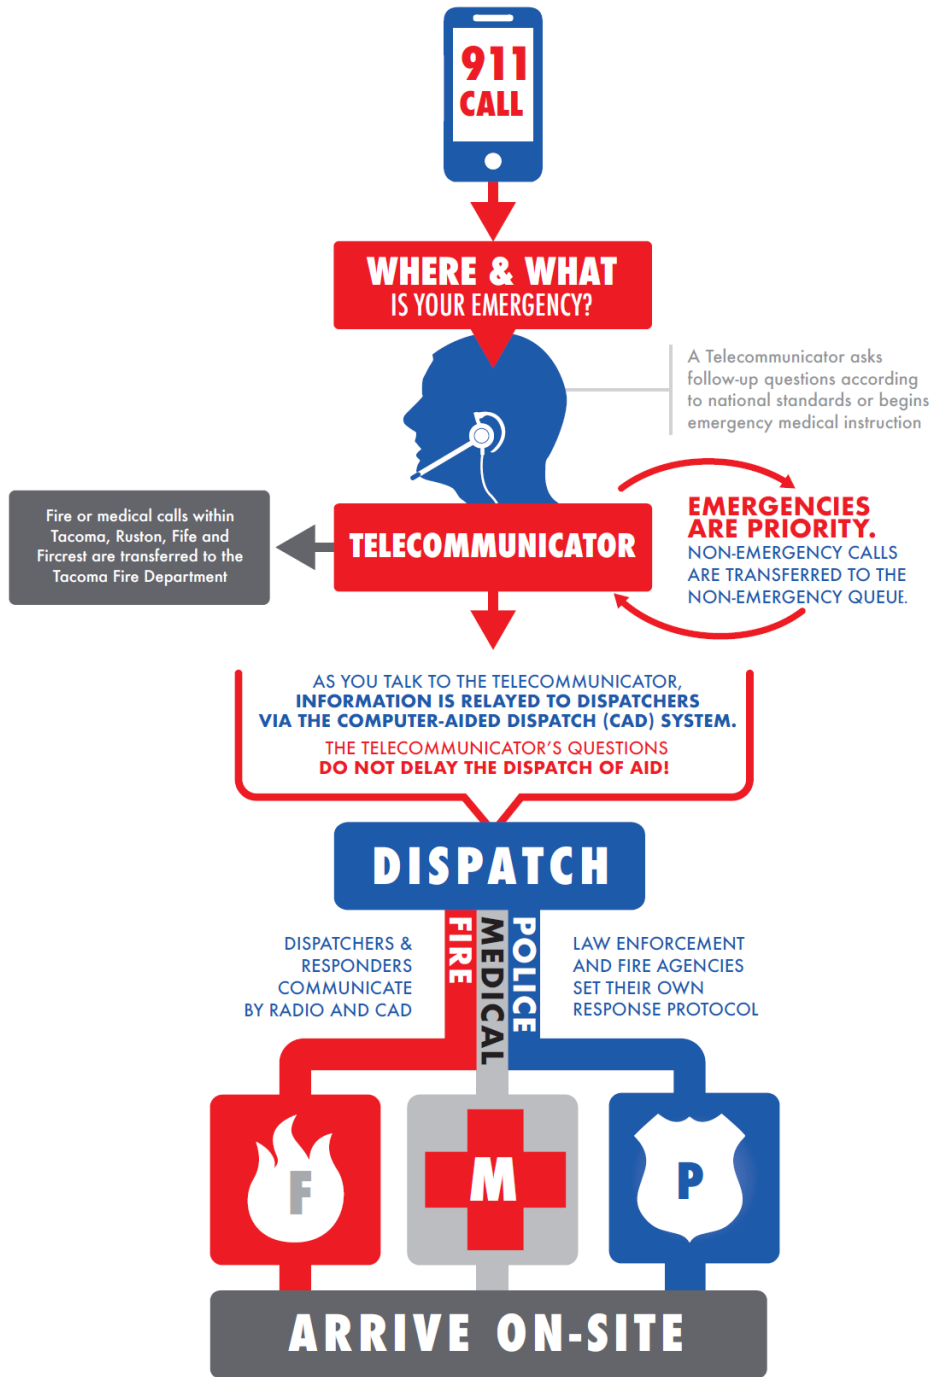 911
CALL
WHERE & WHAT
IS YOUR EMERGENCY?
A Telecommunicator asks
follow-up questions according
to national standards or begins
emergency medical instruction
Fire or medical calls within
Tacoma, Ruston, Fife and
Fircrest are transferred to the
Tacoma Fire Department
TELECOMMUNICATOR
EMERGENCIES
ARE PRIORITY.
NON-EMERGENCY CALLS
ARE TRANSFERRED TO THE
NON-EMERGENCY QUEUE.
AS YOU TALK TO THE TELECOMMUNICATOR,
INFORMATION IS RELAYED TO DISPATCHERS
VIA THE COMPUTER-AIDED DISPATCH (CAD) SYSTEM.
THE TELECOMMUNICATOR'S QUESTIONS
DO NOT DELAY THE DISPATCH OF AID!
DISPATCH
DISPATCHERS &
RESPONDERS
COMMUNICATE
BY RADIO AND CAD
FIRE
MEDICAL
POLICE
LAW ENFORCEMENT
AND FIRE AGENCIES
SET THEIR OWN
RESPONSE PROTOCOL
F
M
P
ARRIVE ON-SITE